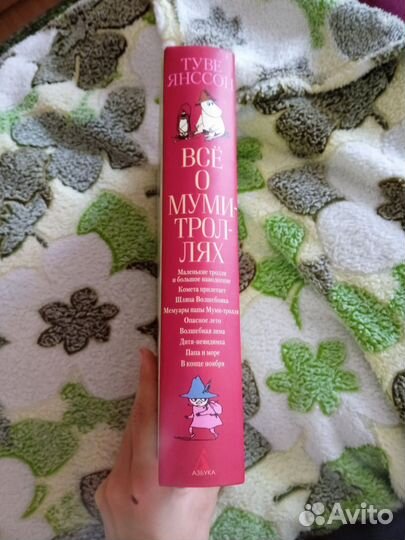 ТУВЕ
ЯНССОН
ВСЁ
О
МУМИ-
ТРОЛ-
ЛЯХ
Маленькие тролли
и большое наводнение
Комета прилетает
Шляпа Волшебника
Мемуары папы Муми-тролля
Опасное лето
Волшебная зима
Дитя-невидимка
Папа и море
В конце ноября
АЗБУКА
Avito